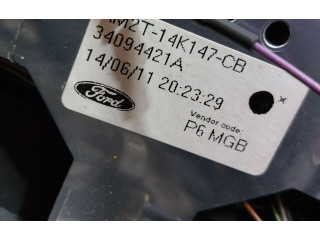 M2T-14K147-CB
34094421A
14/06/11 20:23:29
Ford
Vendor code:
P6 MGB